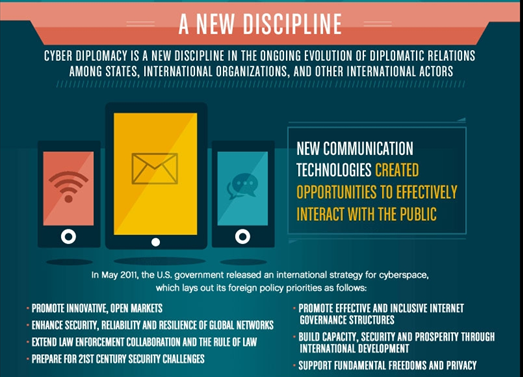 A NEW DISCIPLINE
CYBER DIPLOMACY IS A NEW DISCIPLINE IN THE ONGOING EVOLUTION OF DIPLOMATIC RELATIONS
AMONG STATES, INTERNATIONAL ORGANIZATIONS, AND OTHER INTERNATIONAL ACTORS
NEW COMMUNICATION
TECHNOLOGIES CREATED
OPPORTUNITIES TO EFFECTIVELY
INTERACT WITH THE PUBLIC
In May 2011, the U.S. government released an international strategy for cyberspace,
which lays out its foreign policy priorities as follows:
· PROMOTE INNOVATIVE, OPEN MARKETS
· ENHANCE SECURITY, RELIABILITY AND RESILIENCE OF GLOBAL NETWORKS
· EXTEND LAW ENFORCEMENT COLLABORATION AND THE RULE OF LAW
· PREPARE FOR 21ST CENTURY SECURITY CHALLENGES
· PROMOTE EFFECTIVE AND INCLUSIVE INTERNET
GOVERNANCE STRUCTURES
· BUILD CAPACITY, SECURITY AND PROSPERITY THROUGH
INTERNATIONAL DEVELOPMENT
· SUPPORT FUNDAMENTAL FREEDOMS AND PRIVACY